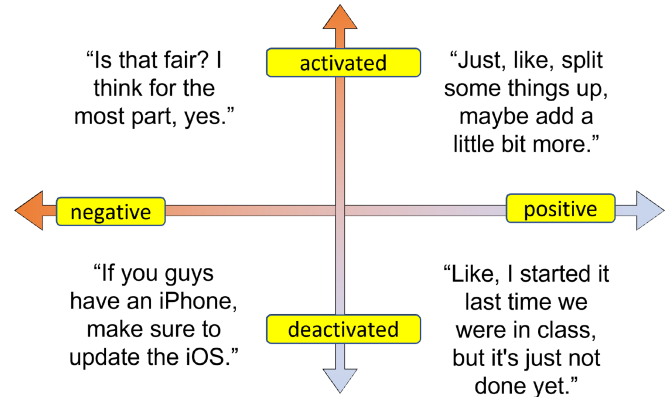 “Is that fair? I
think for the
most part, yes.”
activated
“Just, like, split
some things up,
maybe add a
little bit more.”
negative
positive
“If you guys
have an iPhone,
make sure to
update the iOS.”
deactivated
“Like, I started it
last time we
were in class,
but it's just not
done yet.”